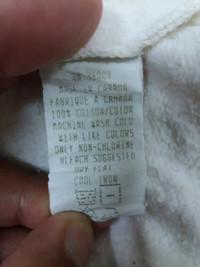 MADE IN CANADA
FABRIQUE A CANADA
100% COTTON/COTON
MACHINE WASH COLD
WITH LIKE COLORS
ONLY NON-CHLORINE
BLEACH SUGGESTED
DRY FLAT
COOL IRON